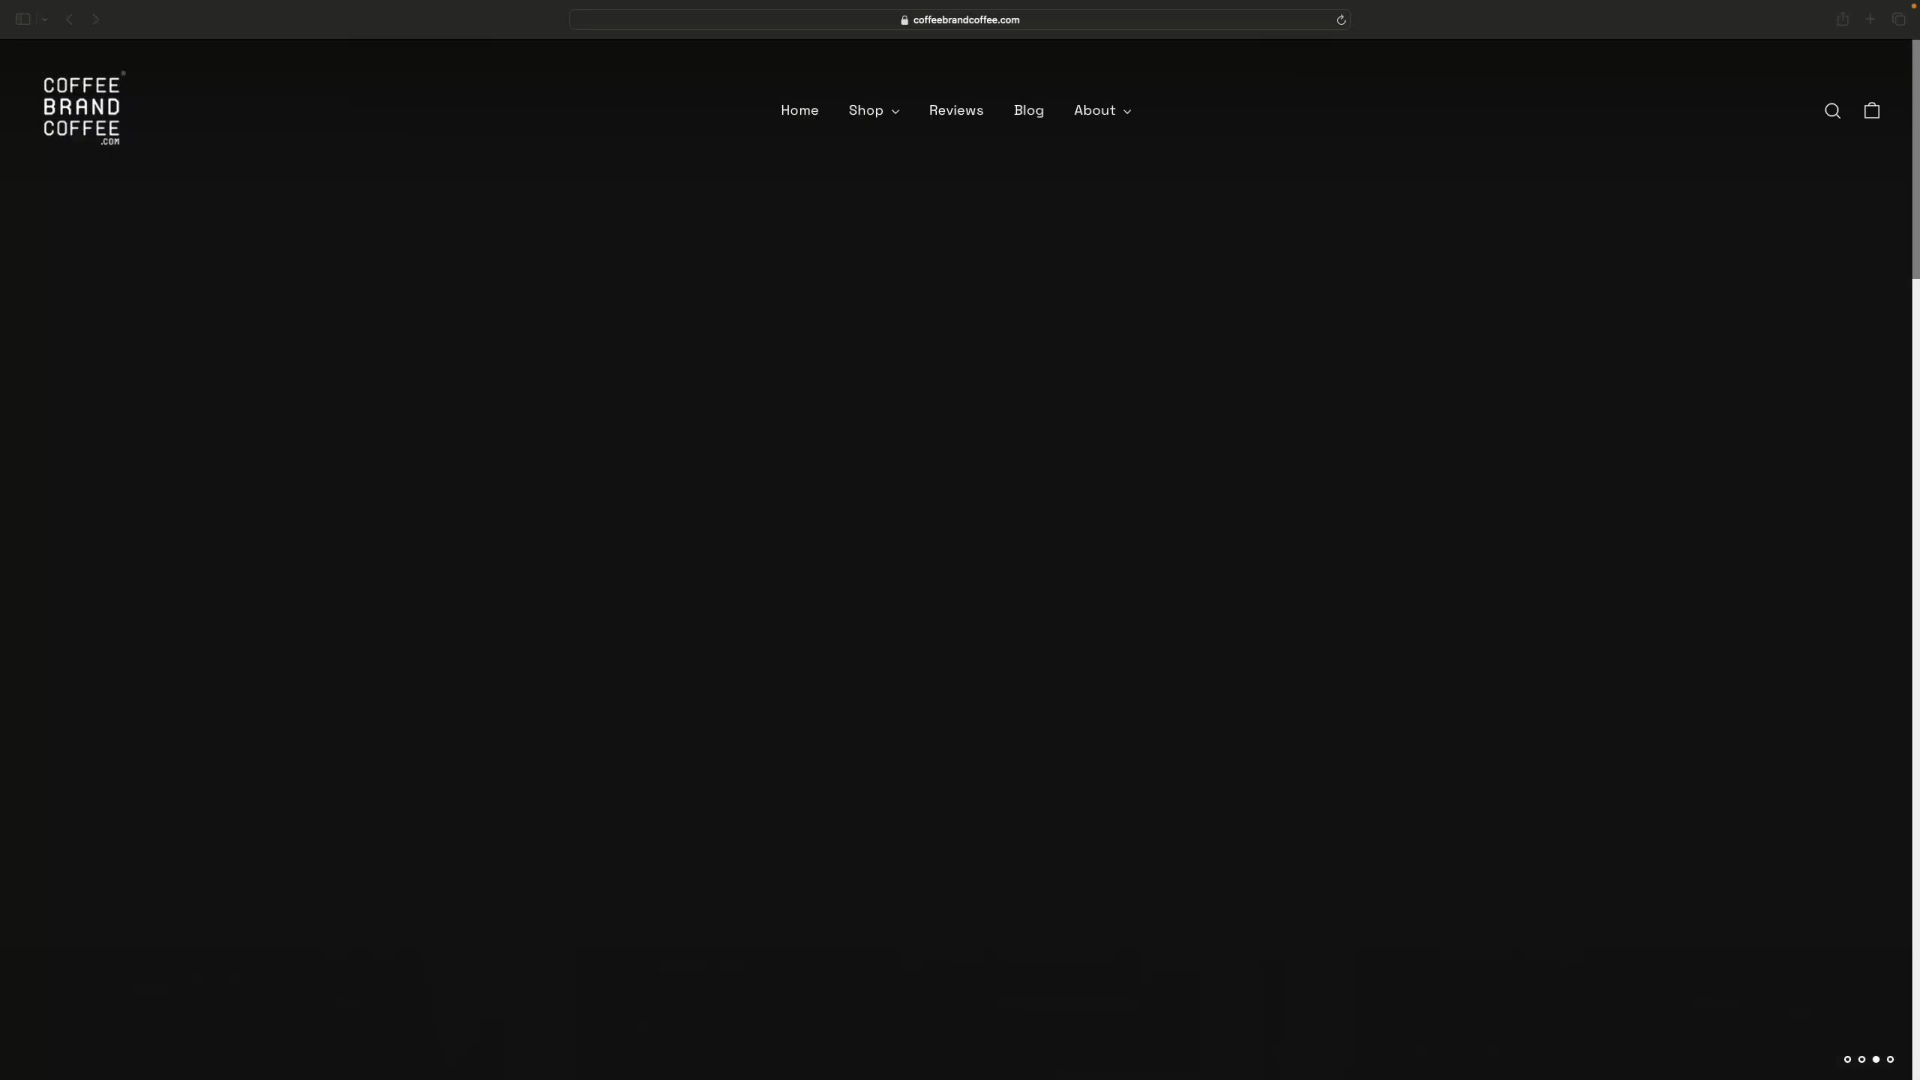 coffeebrandcoffee.com
COFFEE
BRAND
COFFEE
.COM
Home Shop Reviews Blog About